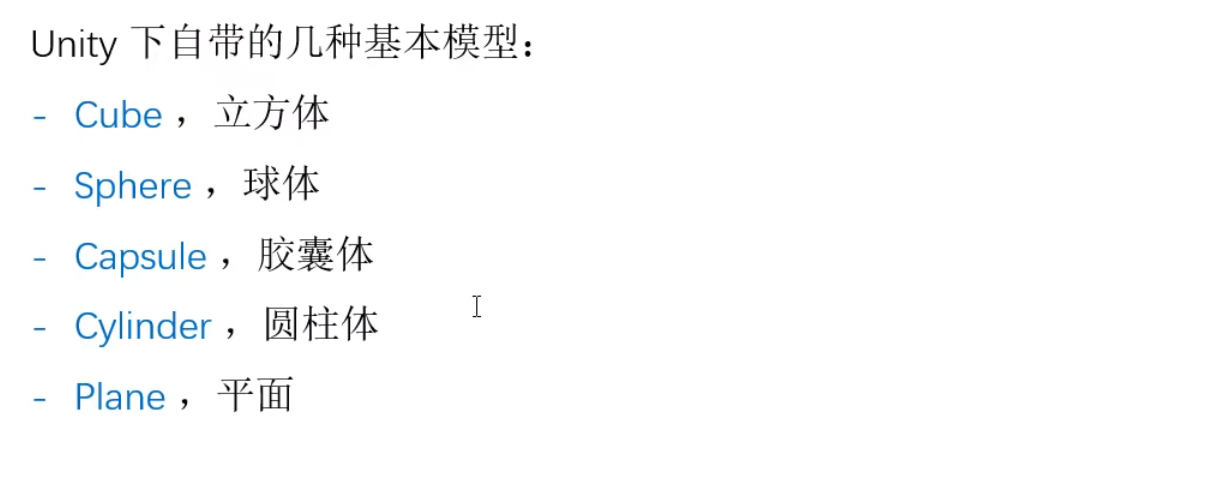 Unity 下自带的几种基本模型：
- Cube ，立方体
- Sphere ，球体
- Capsule ，胶囊体
- Cylinder ，圆柱体
- Plane ，平面